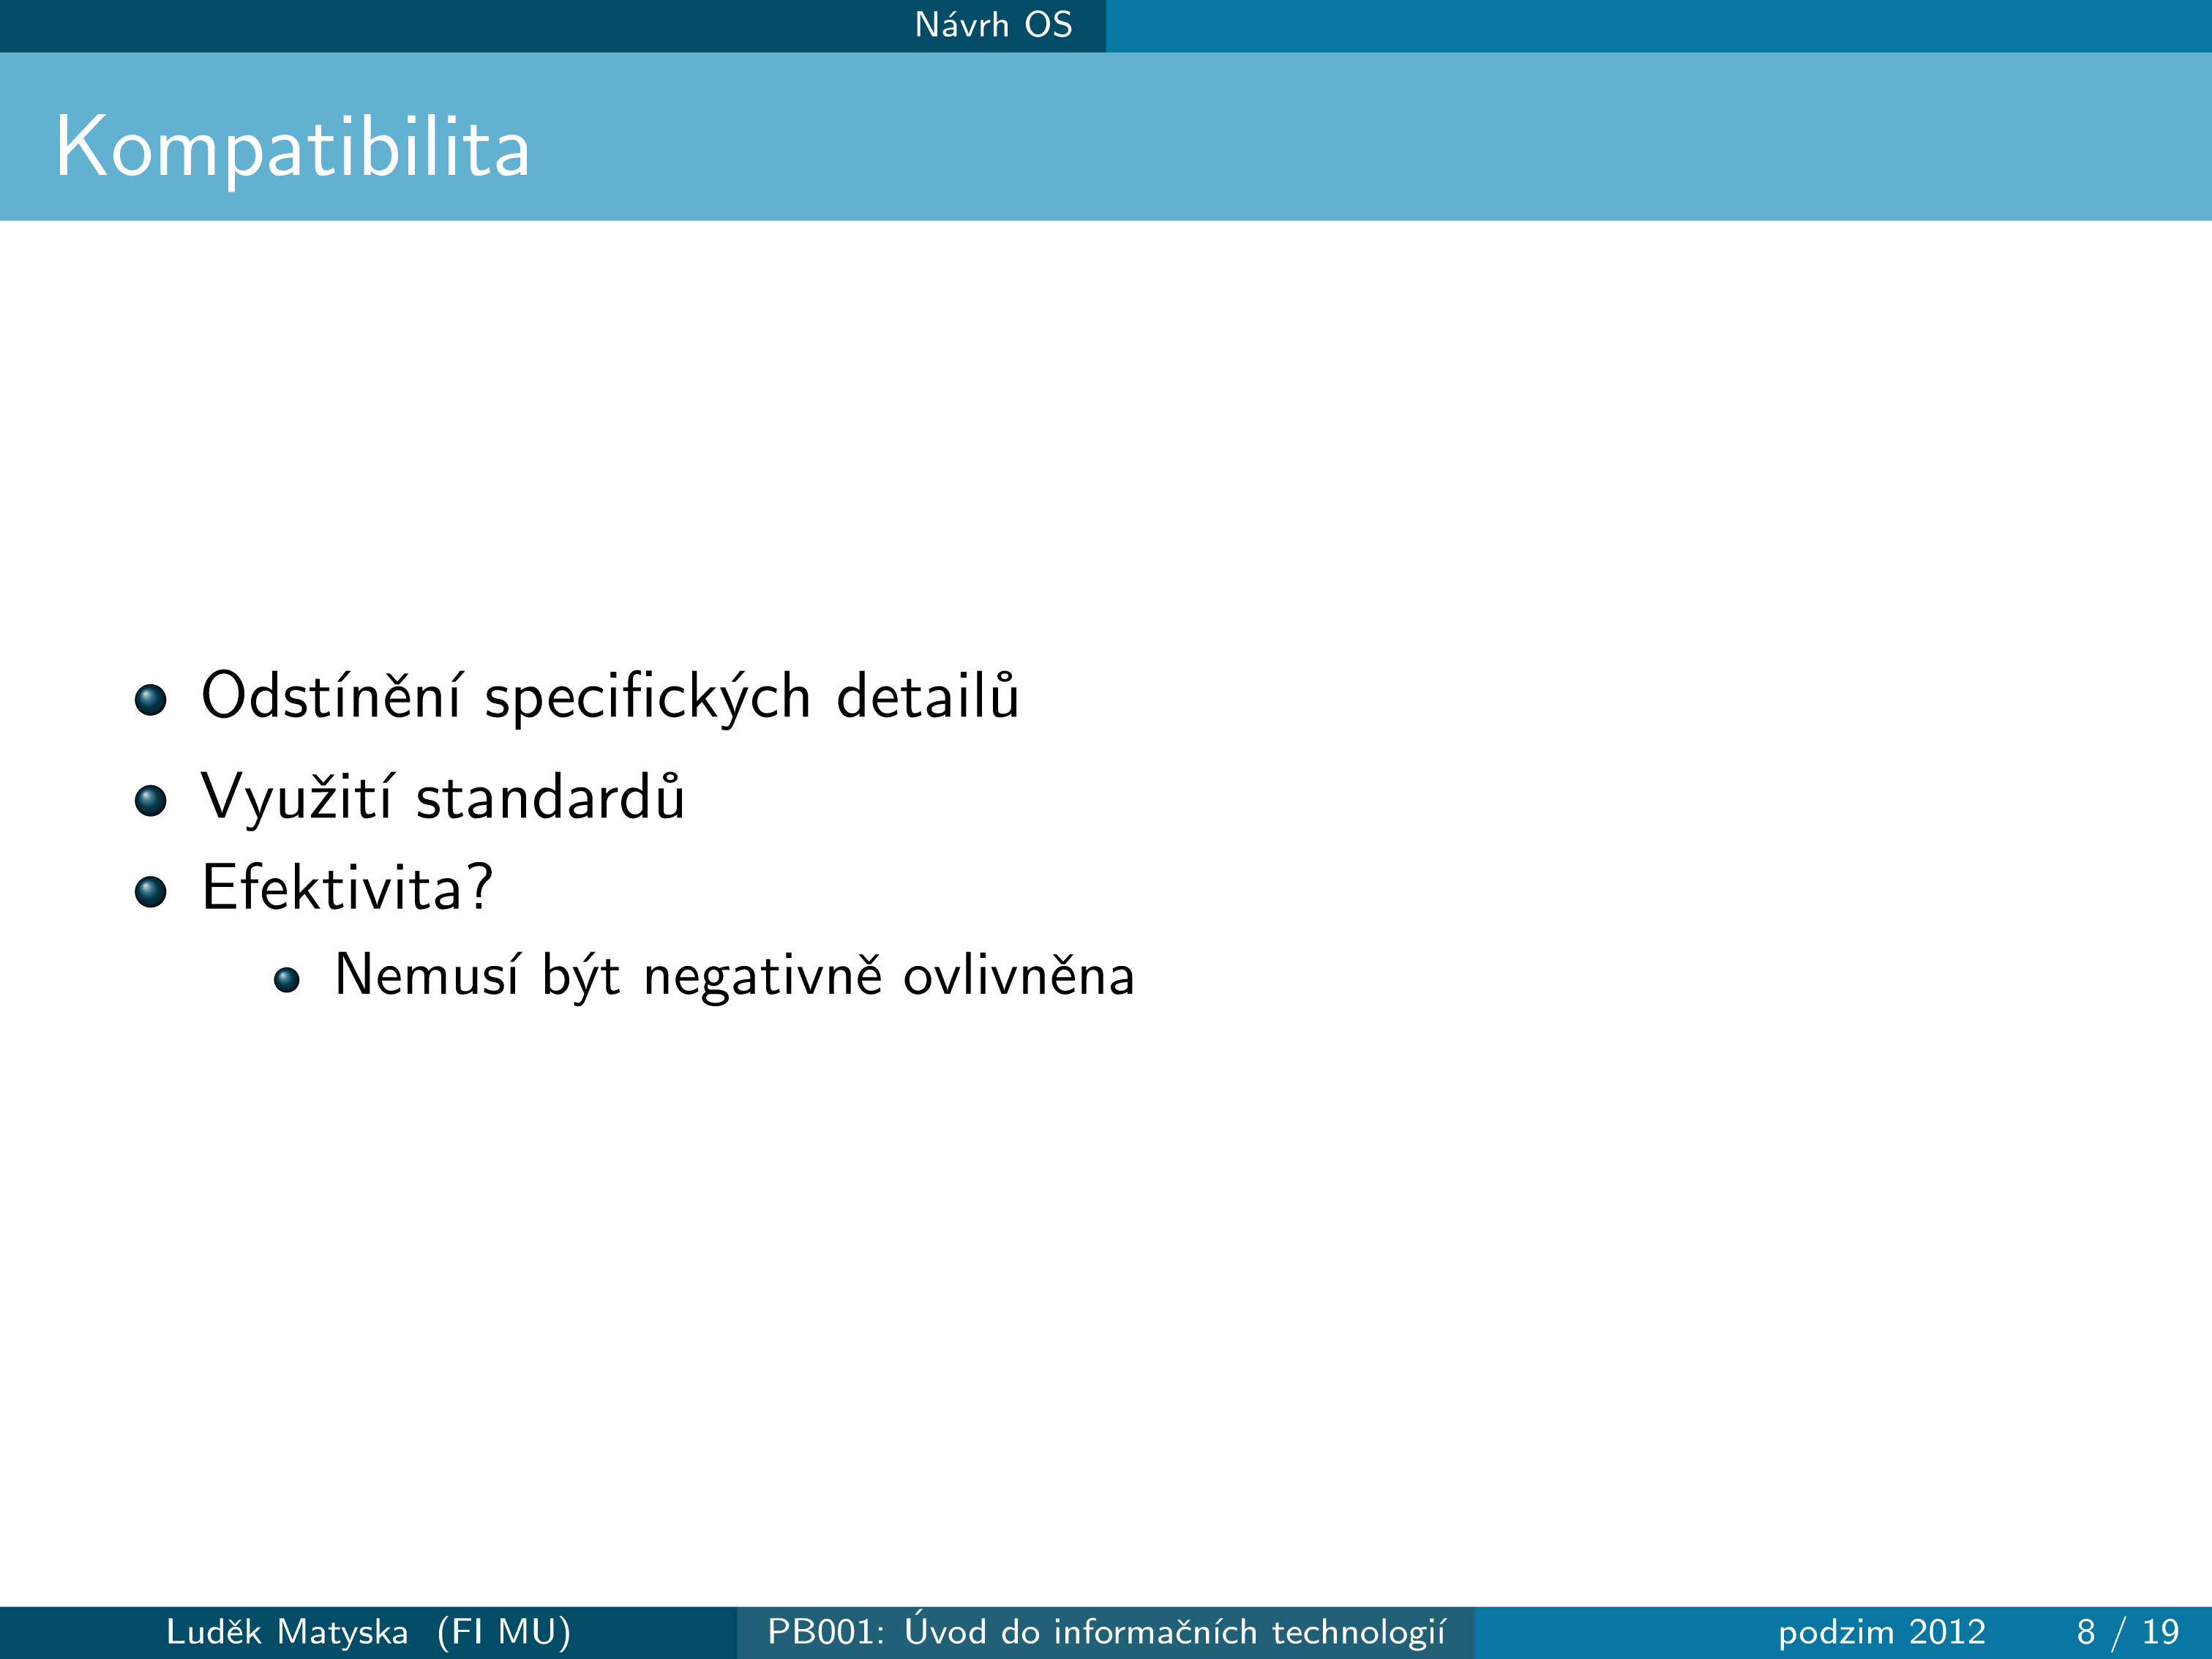 Návrh OS
Kompatibilita
Odstínění specifických detailů
Využití standardů
Efektivita?
Nemusí být negativně ovlivněna
Luděk Matyska (FI MU) PB001: Úvod do informačních technologií podzim 2012 8 / 19